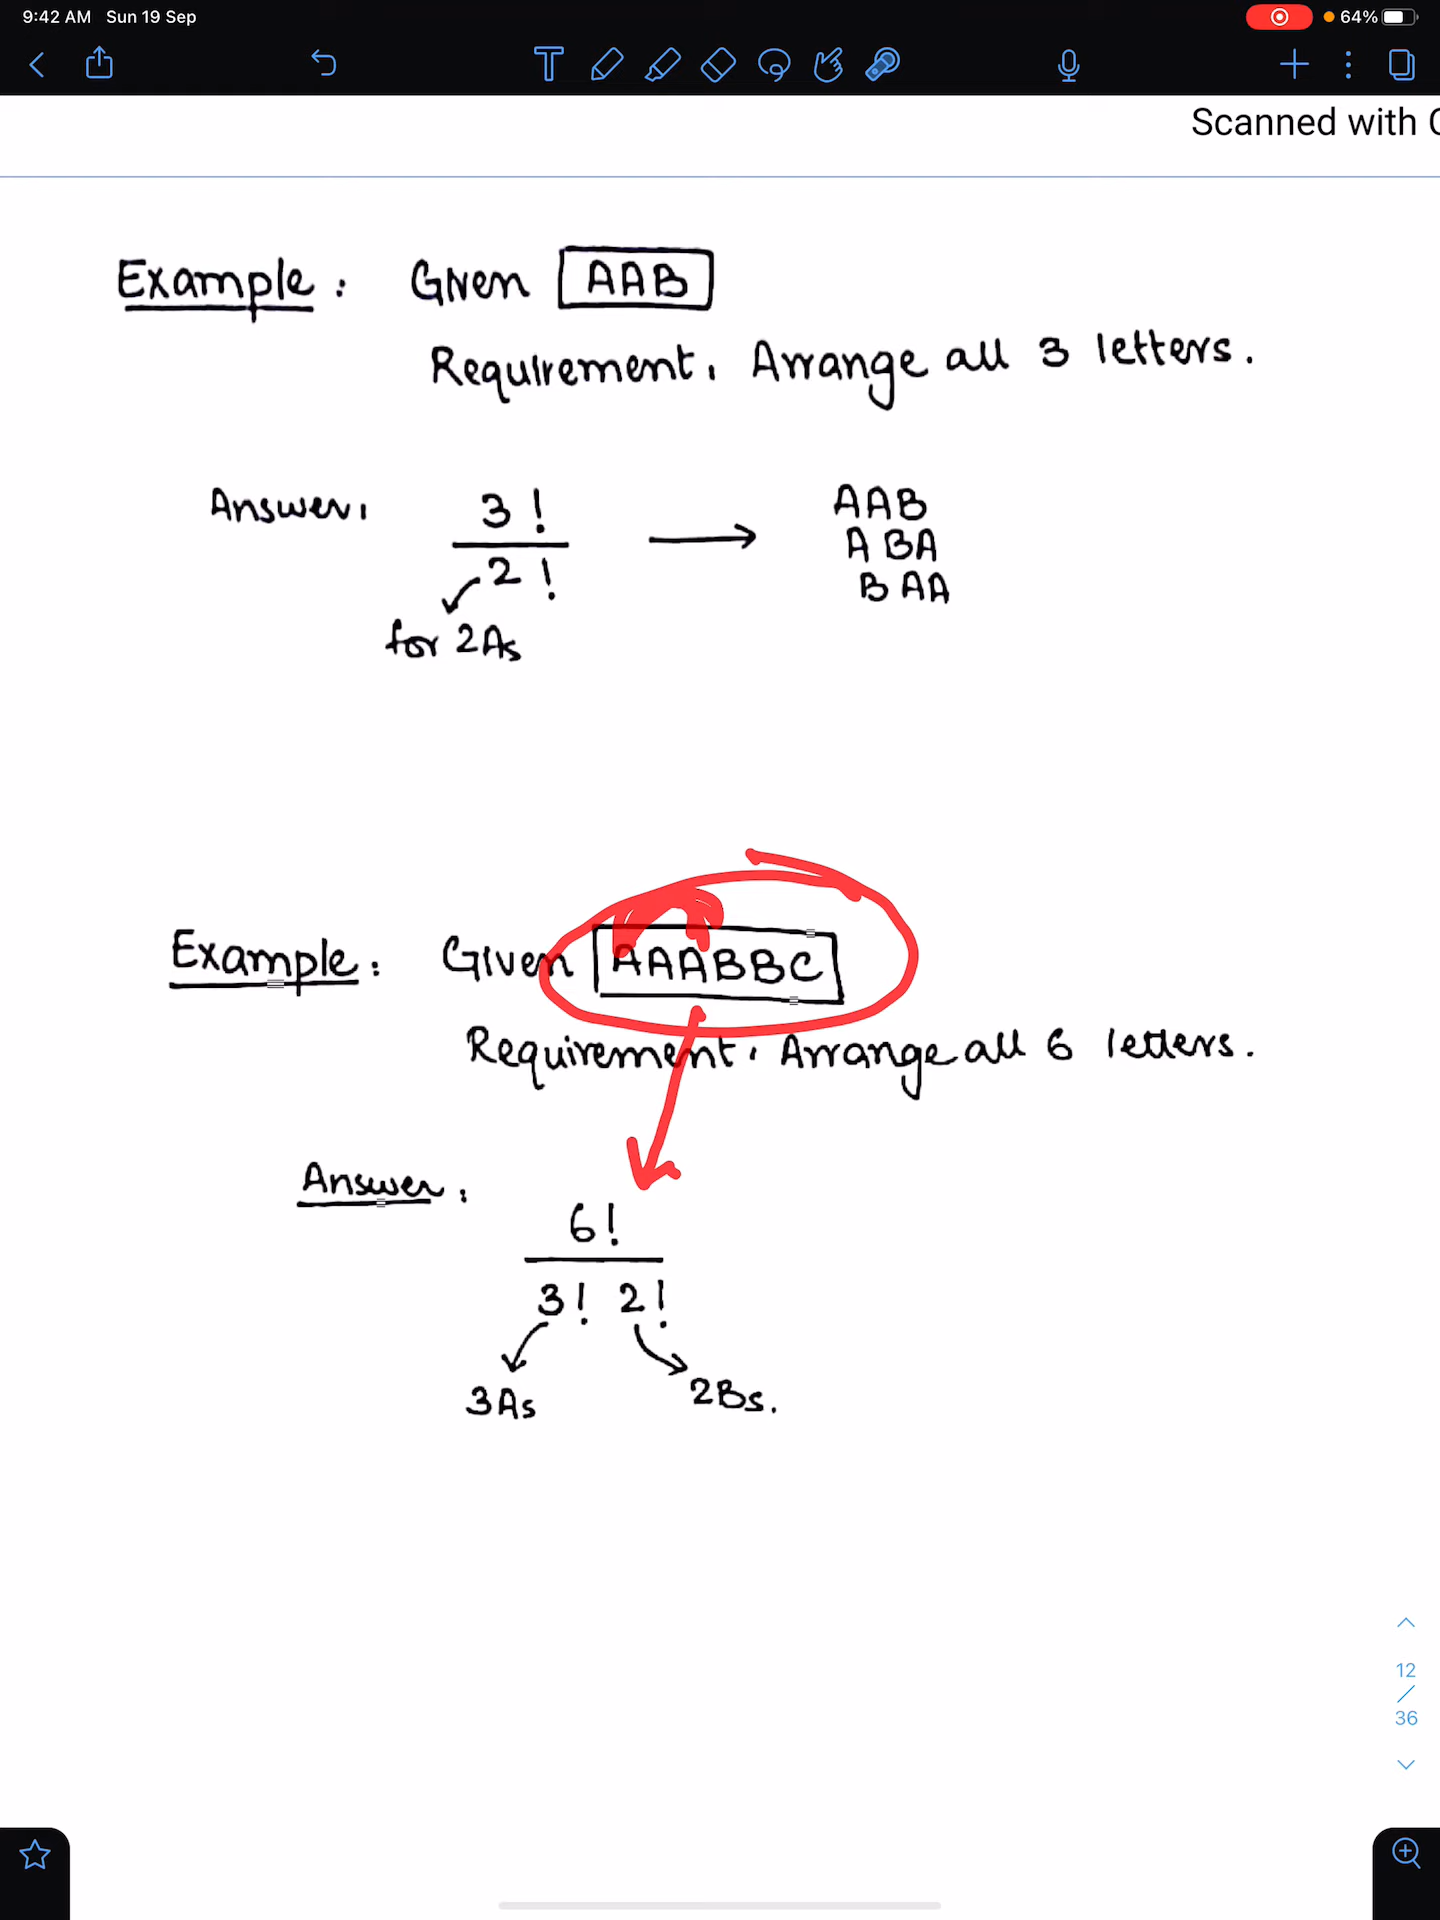 9:42 AM Sun 19 Sep 64%
Scanned with C
Example: Given AAB
Requirement: Arrange all 3 letters.
Answer: 3!
2!
for 2As
AAB
ABA
BAA
Example: Given AAABBC
Requirement: Arrange all 6 letters.
Answer:
6!
3! 2!
3As 2Bs.
12
/
36